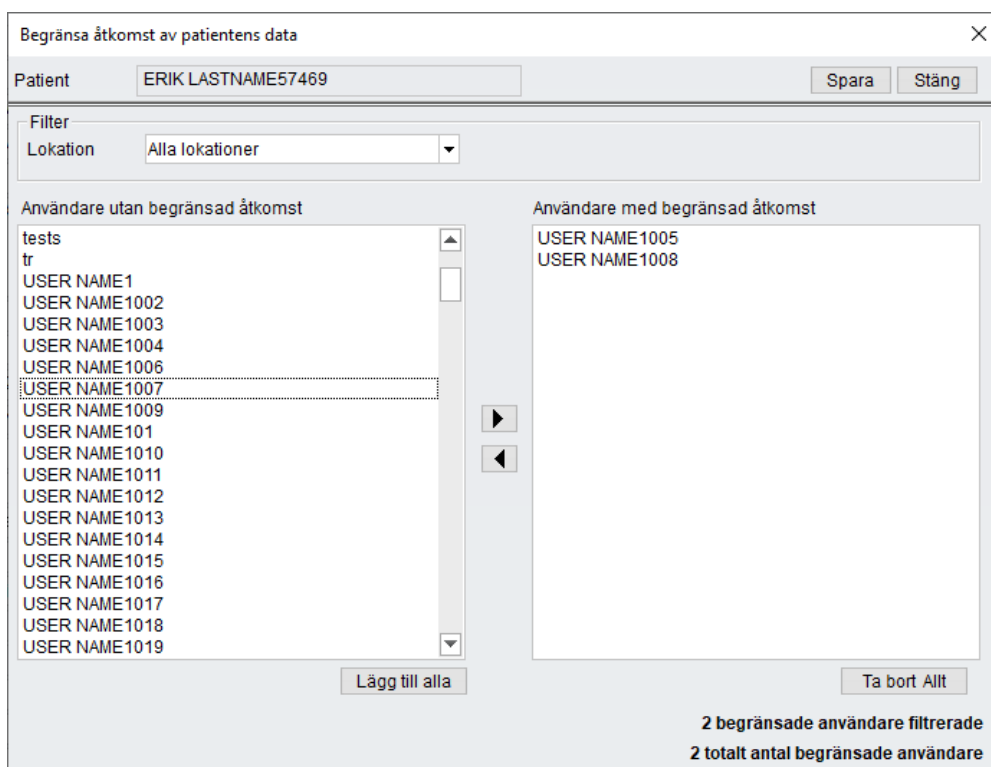 Begränsa åtkomst av patientens data
Patient ERIK LASTNAME57469 Spara Stäng
Filter
Lokation Alla lokationer
Användare utan begränsad åtkomst
tests
tr
USER NAME1
USER NAME1002
USER NAME1003
USER NAME1004
USER NAME1006
USER NAME1007
USER NAME1009
USER NAME101
USER NAME1010
USER NAME1011
USER NAME1012
USER NAME1013
USER NAME1014
USER NAME1015
USER NAME1016
USER NAME1017
USER NAME1018
USER NAME1019
Lägg till alla
Användare med begränsad åtkomst
USER NAME1005
USER NAME1008
Ta bort Allt
2 begränsade användare filtrerade
2 totalt antal begränsade användare